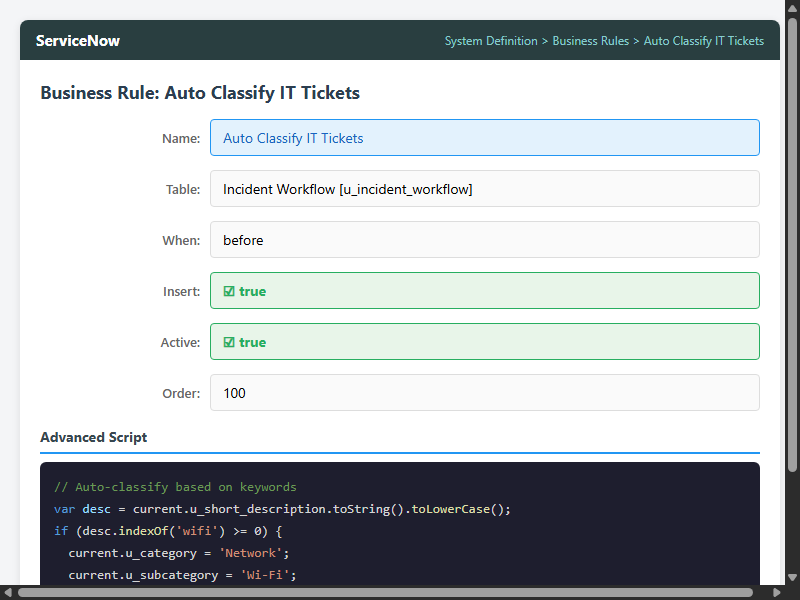 ServiceNow
System Definition > Business Rules > Auto Classify IT Tickets
Business Rule: Auto Classify IT Tickets
Name: Auto Classify IT Tickets
Table: Incident Workflow [u_incident_workflow]
When: before
Insert: ☑ true
Active: ☑ true
Order: 100
Advanced Script
// Auto-classify based on keywords
var desc = current.u_short_description.toString().toLowerCase();
if (desc.indexOf('wifi') >= 0) {
  current.u_category = 'Network';
  current.u_subcategory = 'Wi-Fi';